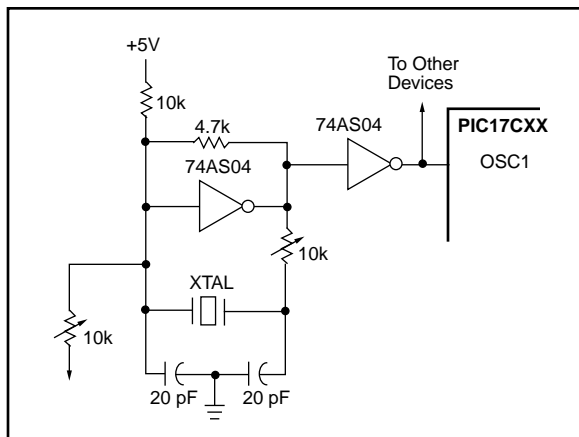 +5V
10k
4.7k
74AS04
74AS04
To Other
Devices
PIC17CXX
OSC1
10k
XTAL
10k
20 pF
20 pF